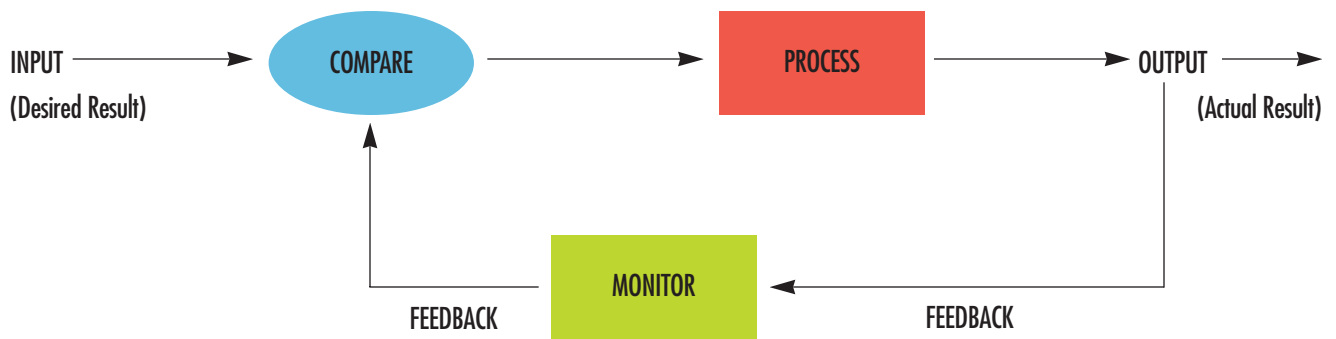 INPUT
(Desired Result)
COMPARE
PROCESS
OUTPUT
(Actual Result)
MONITOR
FEEDBACK
FEEDBACK